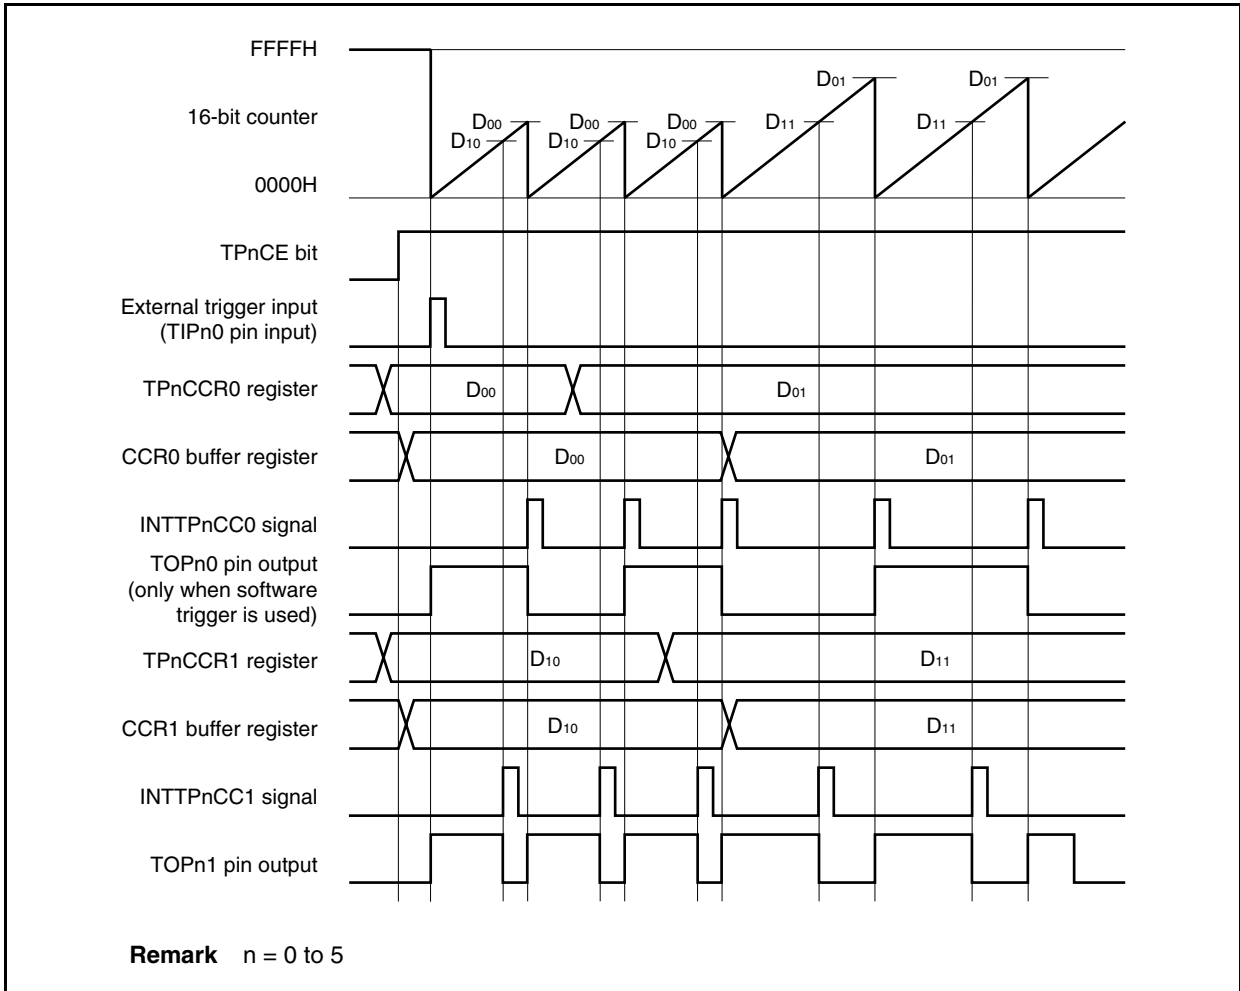 FFFFH
16-bit counter
0000H
D00 D00 D00 D01 D01
D10 D10 D10 D11 D11
TPnCE bit
External trigger input
(TIPn0 pin input)
TPnCCR0 register D00 D01
CCR0 buffer register D00 D01
INTTPnCC0 signal
TOPn0 pin output
(only when software
trigger is used)
TPnCCR1 register D10 D11
CCR1 buffer register D10 D11
INTTPnCC1 signal
TOPn1 pin output
Remark n = 0 to 5